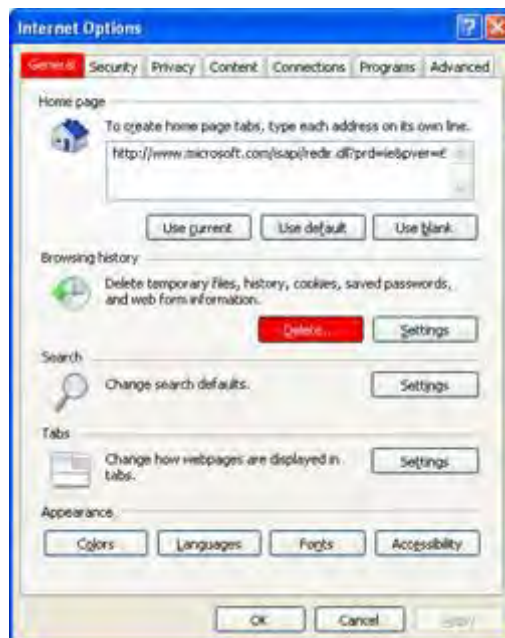 Internet Options
General Security Privacy Content Connections Programs Advanced
Home page
To create home page tabs, type each address on its own line.
http://www.microsoft.com/isapi/redir.dll?prd=ie&pver=6
Use current Use default Use blank
Browsing history
Delete temporary files, history, cookies, saved passwords,
and web form information.
Delete... Settings
Search
Change search defaults. Settings
Tabs
Change how webpages are displayed in
tabs. Settings
Appearance
Colors Languages Fonts Accessibility
OK Cancel Apply